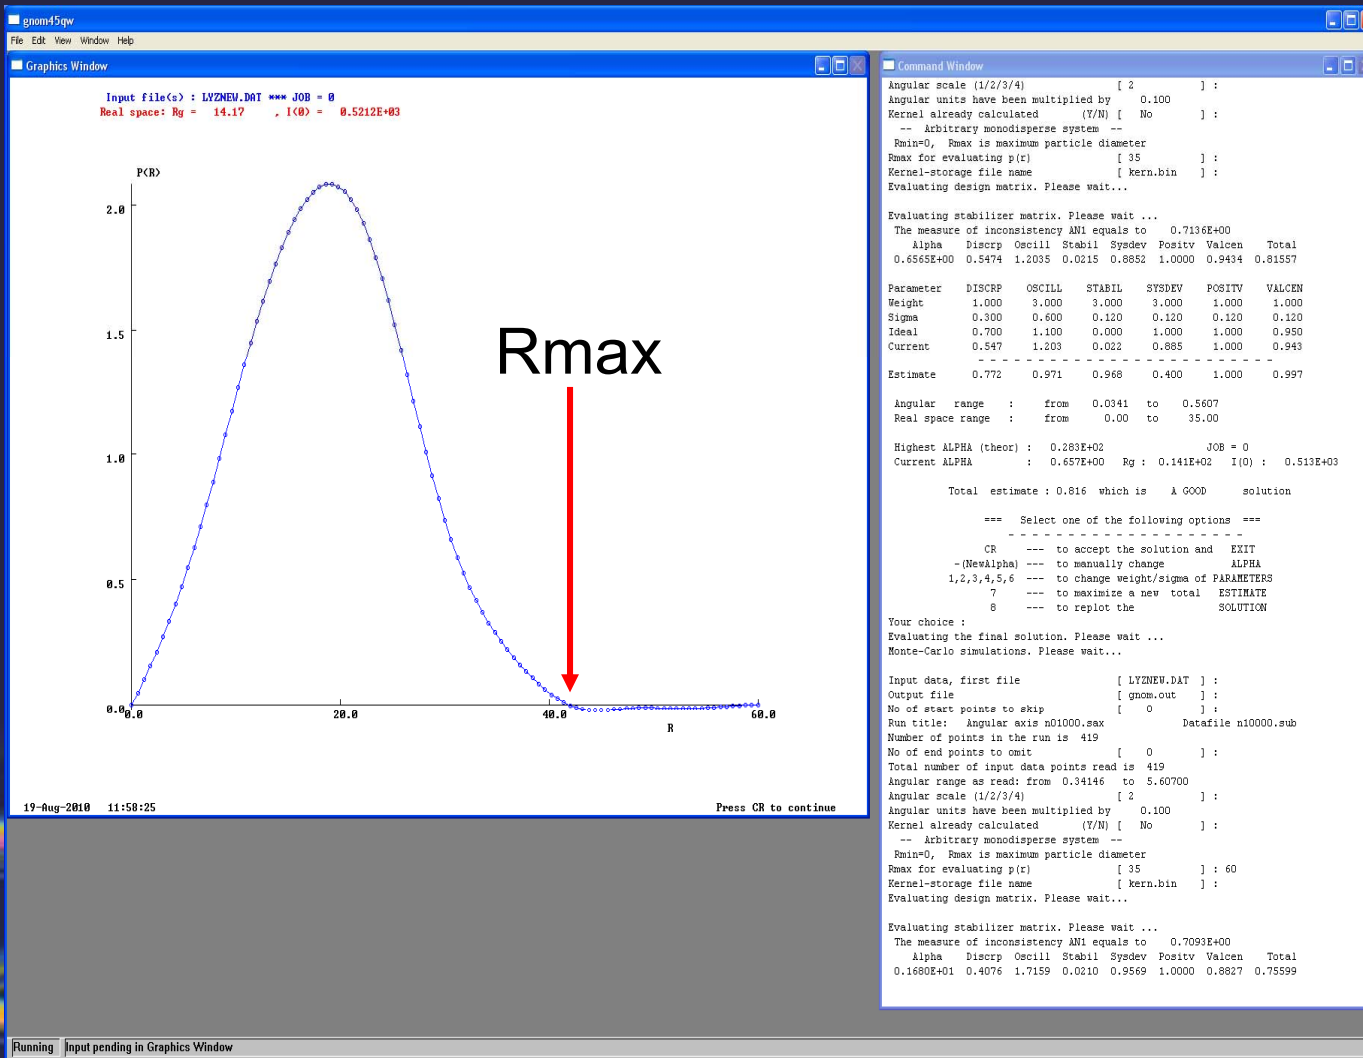 gnom45qw
File Edit View Window Help
Graphics Window
Input file(s) : LYZNEW.DAT *** JOB = 0
Real space: Rg = 14.17 , I(0) = 0.5212E+03
P(R)
2.0
1.5
Rmax
1.0
0.5
0.0
0.0 20.0 40.0 60.0
R
19-Aug-2010 11:58:25 Press CR to continue
Command Window
Angular scale (1/2/3/4) [ 2 ] :
Angular units have been multiplied by 0.100
Kernel already calculated (Y/N) [ No ] :
-- Arbitrary monodisperse system --
Rmin=0, Rmax is maximum particle diameter
Rmax for evaluating p(r) [ 35 ] :
Kernel-storage file name [ kern.bin ] :
Evaluating design matrix. Please wait...
Evaluating stabilizer matrix. Please wait ...
The measure of inconsistency AN1 equals to 0.7136E+00
Alpha Discrp Oscill Stabil Sysdev Positv Valcen Total
0.6565E+00 0.5474 1.2035 0.0215 0.8852 1.0000 0.9434 0.81557
Parameter DISCRP OSCILL STABIL SYSDEV POSITV VALCEN
Weight 1.000 3.000 3.000 3.000 1.000 1.000
Sigma 0.300 0.600 0.120 0.120 0.120 0.120
Ideal 0.700 1.100 0.000 1.000 1.000 0.950
Current 0.547 1.203 0.022 0.885 1.000 0.943
- - - - - - - - - - - - - - - - - - - - - - - -
Estimate 0.772 0.971 0.968 0.400 1.000 0.997
Angular range : from 0.0341 to 0.5607
Real space range : from 0.00 to 35.00
Highest ALPHA (theor) : 0.283E+02 JOB = 0
Current ALPHA : 0.657E+00 Rg : 0.141E+02 I(0) : 0.513E+03
Total estimate : 0.816 which is A GOOD solution
=== Select one of the following options ===
- - - - - - - - - - - - - - - - - - - -
CR --- to accept the solution and EXIT
-(NewAlpha) --- to manually change ALPHA
1,2,3,4,5,6 --- to change weight/sigma of PARAMETERS
7 --- to maximize a new total ESTIMATE
8 --- to replot the SOLUTION
Your choice :
Evaluating the final solution. Please wait ...
Monte-Carlo simulations. Please wait...
Input data, first file [ LYZNEW.DAT ] :
Output file [ gnom.out ] :
No of start points to skip [ 0 ] :
Run title: Angular axis n01000.sax Datafile n10000.sub
Number of points in the run is 419
No of end points to omit [ 0 ] :
Total number of input data points read is 419
Angular range as read: from 0.34146 to 5.60700
Angular scale (1/2/3/4) [ 2 ] :
Angular units have been multiplied by 0.100
Kernel already calculated (Y/N) [ No ] :
-- Arbitrary monodisperse system --
Rmin=0, Rmax is maximum particle diameter
Rmax for evaluating p(r) [ 35 ] : 60
Kernel-storage file name [ kern.bin ] :
Evaluating design matrix. Please wait...
Evaluating stabilizer matrix. Please wait ...
The measure of inconsistency AN1 equals to 0.7093E+00
Alpha Discrp Oscill Stabil Sysdev Positv Valcen Total
0.1680E+01 0.4076 1.7159 0.0210 0.9569 1.0000 0.8827 0.75599
Running Input pending in Graphics Window